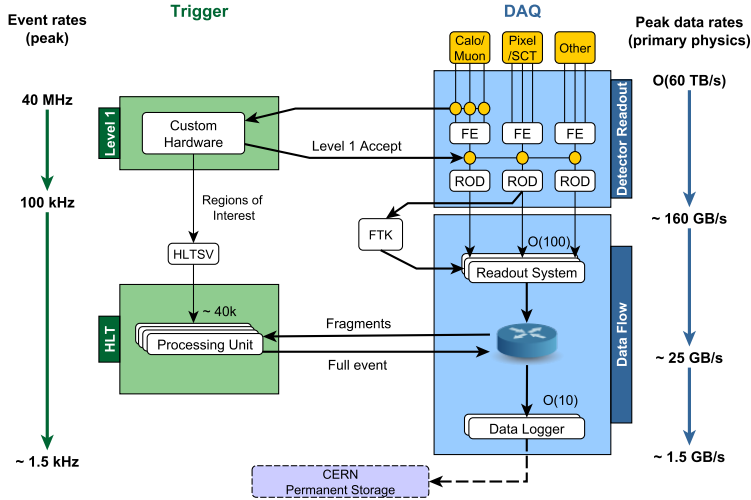 Event rates
(peak)
Trigger
DAQ
Peak data rates
(primary physics)
Calo/
Muon
Pixel
/SCT
Other
40 MHz
O(60 TB/s)
Level 1
Custom
Hardware
FE
FE
FE
Level 1 Accept
Detector Readout
ROD
ROD
ROD
100 kHz
Regions of
Interest
~ 160 GB/s
FTK
O(100)
HLTSV
Readout System
~ 40k
HLT
Processing Unit
Fragments
Full event
Data Flow
~ 25 GB/s
O(10)
Data Logger
~ 1.5 kHz
~ 1.5 GB/s
CERN
Permanent Storage